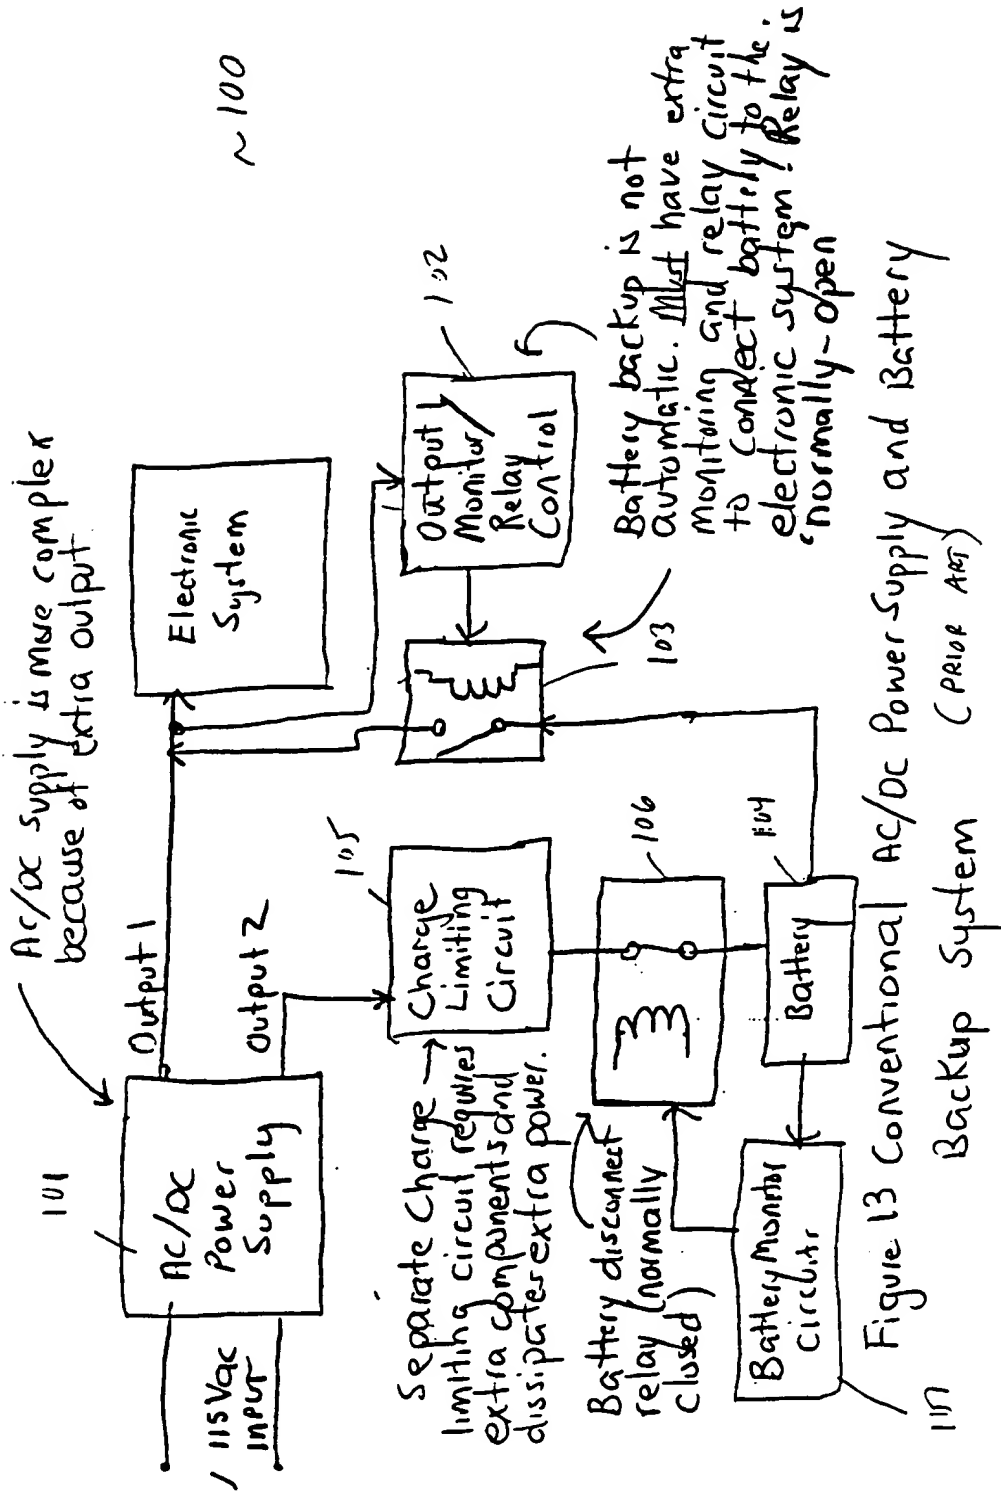 AC/DC supply is more complex
because of extra output
~100
101
AC/DC
Power
Supply
115Vac
INPUT
Output 1
Output 2
Electronic
System
102
Output 1
Monitor/
Relay
Control
103
Battery backup is not
automatic. Must have extra
monitoring and relay circuit
to connect battery to the
electronic system! Relay is
"normally-open
105
Charge
Limiting
Circuit
Separate Charge
limiting circuit requires
extra components and
dissipates extra power.
106
Battery disconnect
relay (normally
closed)
104
Battery
Battery Monitor
Circuit
107
Figure 13 Conventional AC/DC Power Supply and Battery
Backup System (PRIOR ART)